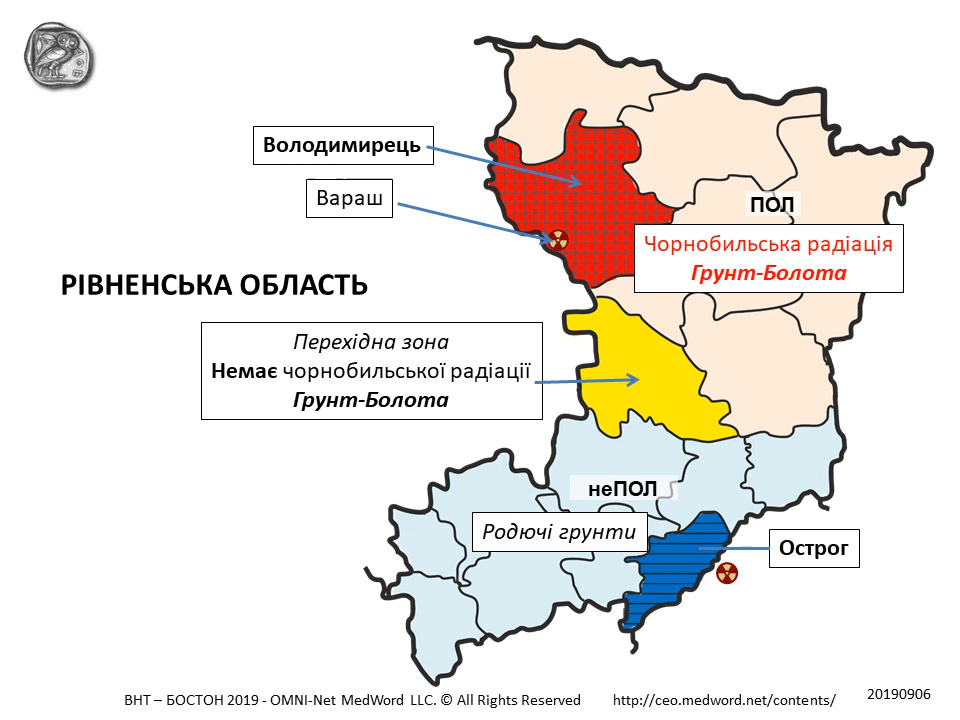 Володимирець
Вараш
ПОЛ
Чорнобильська радіація
Грунт-Болота
РІВНЕНСЬКА ОБЛАСТЬ
Перехідна зона
Немає чорнобильської радіації
Грунт-Болота
неПОЛ
Родючі грунти
Острог
ВНТ – БОСТОН 2019 - OMNI-Net MedWord LLC. © All Rights Reserved http://ceo.medword.net/contents/
20190906